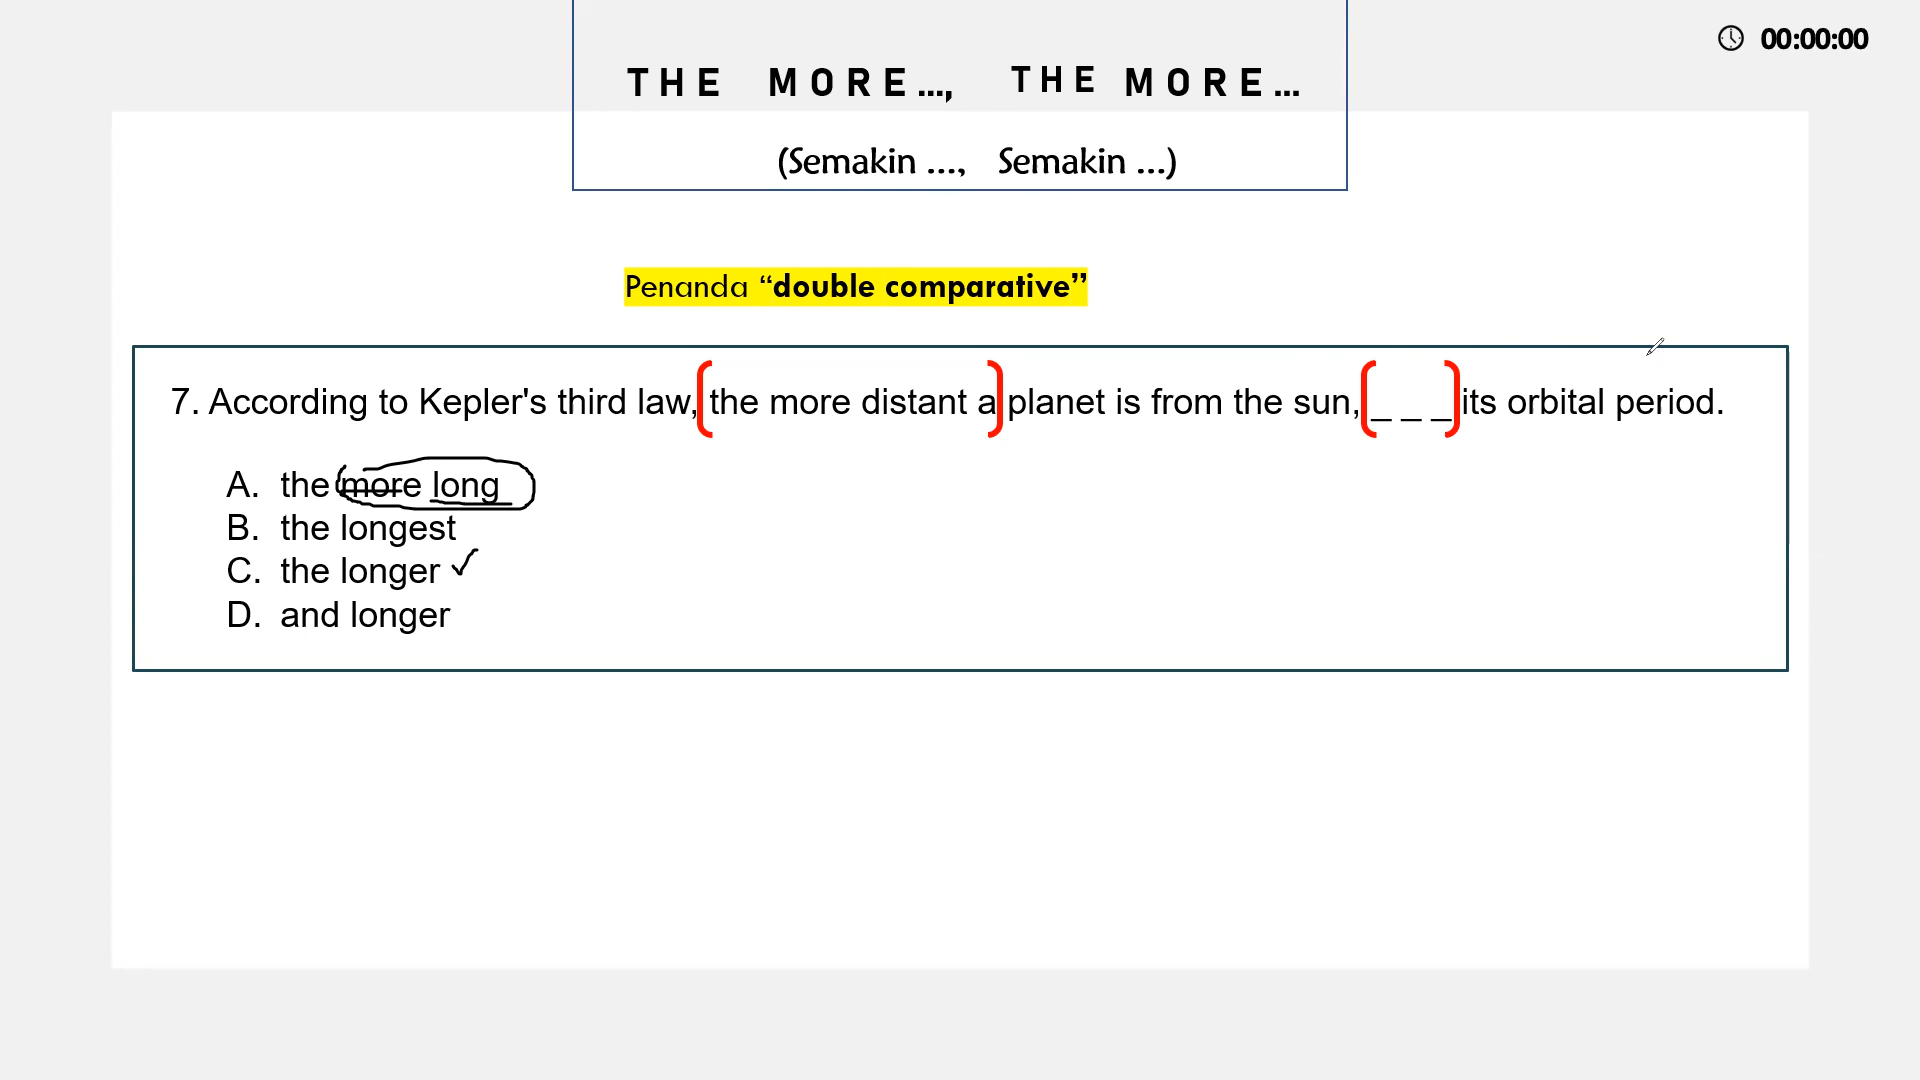 00:00:00
THE MORE…, THE MORE…
(Semakin …, Semakin …)
Penanda “double comparative”
7. According to Kepler's third law, the more distant a planet is from the sun, _ _ _ its orbital period.
A. the more long
B. the longest
C. the longer ✓
D. and longer